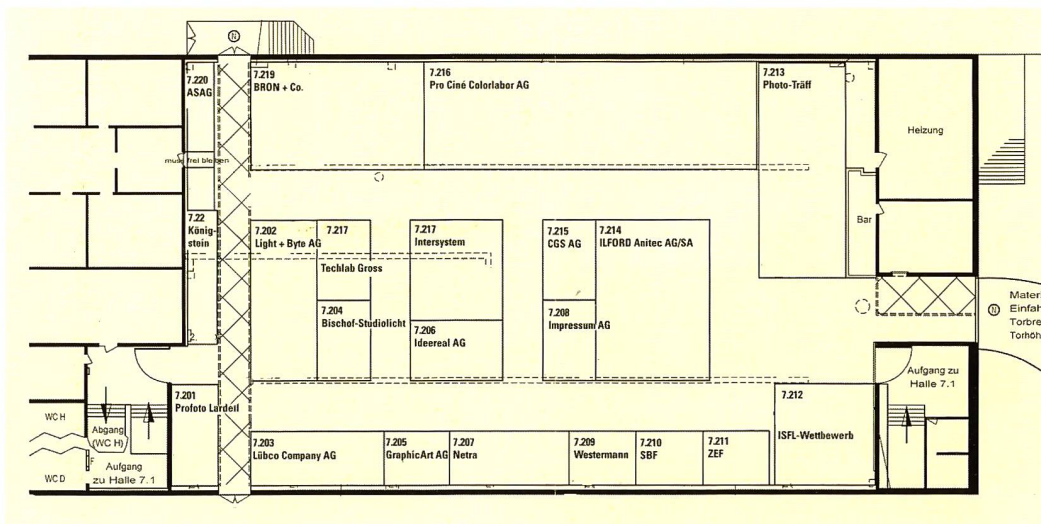 N
7.220
ASAG
7.219
BRON + Co.
7.216
Pro Ciné Colorlabor AG
7.213
Photo-Träff
Heizung
muss frei bleiben
7.22
König-
stein
7.202
Light + Byte AG
7.217
Techlab Gross
7.204
Bischof-Studiolicht
7.217
Intersystem
7.206
Ideereal AG
7.215
CGS AG
7.208
Impressum AG
7.214
ILFORD Anitec AG/SA
Bar
N
Mater
Einfah
Torbre
Torhöh
Aufgang zu
Halle 7.1
7.201
Profoto Lardelli
7.212
ISFL-Wettbewerb
WC H
Abgang
(WC H)
WC D
F
Aufgang
zu Halle 7.1
7.203
Lübco Company AG
7.205
GraphicArt AG
7.207
Netra
7.209
Westermann
7.210
SBF
7.211
ZEF